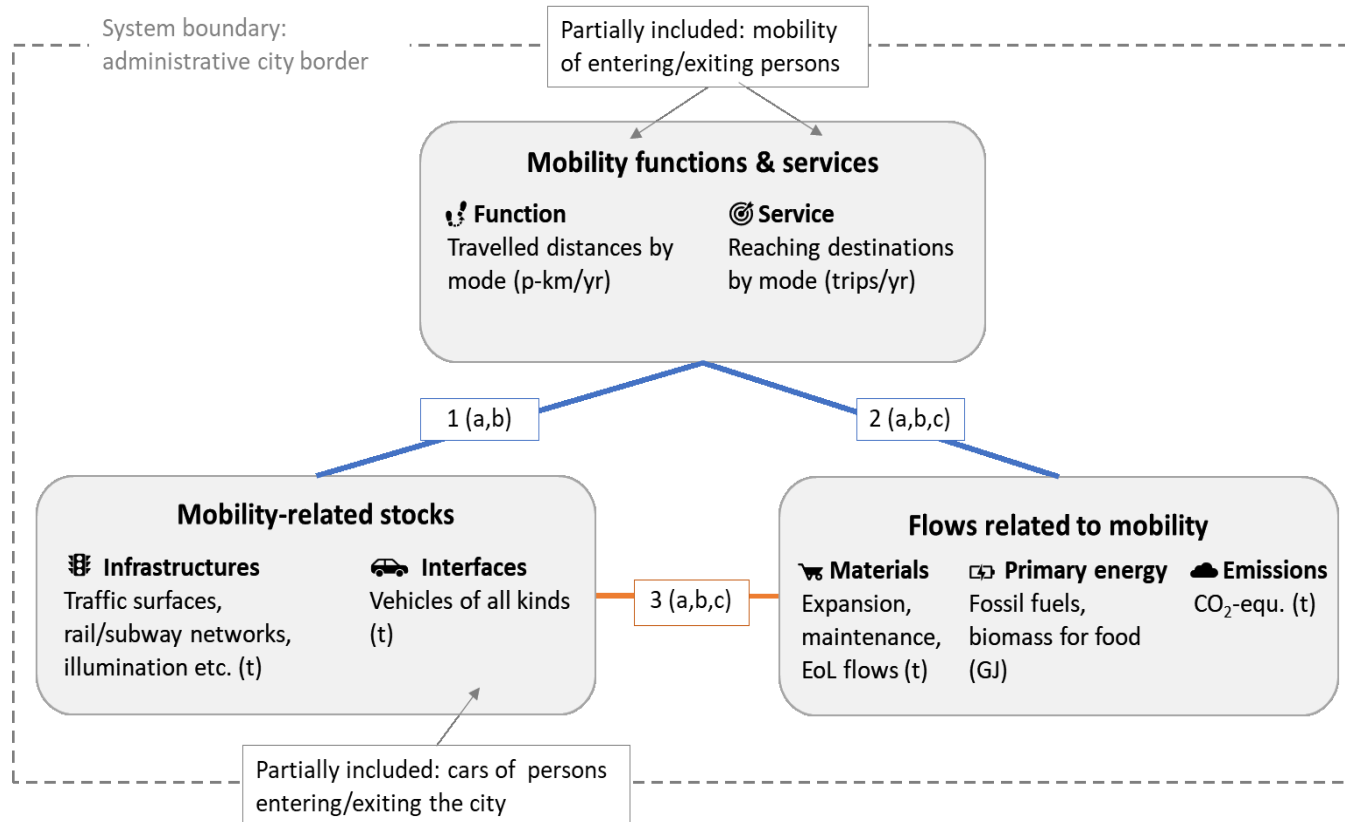 System boundary:
administrative city border
Partially included: mobility
of entering/exiting persons
Mobility functions & services
Function
Travelled distances by
mode (p-km/yr)
Service
Reaching destinations
by mode (trips/yr)
1 (a,b)
2 (a,b,c)
Mobility-related stocks
Infrastructures
Traffic surfaces,
rail/subway networks,
illumination etc. (t)
Interfaces
Vehicles of all kinds
(t)
3 (a,b,c)
Flows related to mobility
Materials
Expansion,
maintenance,
EoL flows (t)
Primary energy
Fossil fuels,
biomass for food
(GJ)
Emissions
CO₂-equ. (t)
Partially included: cars of persons
entering/exiting the city